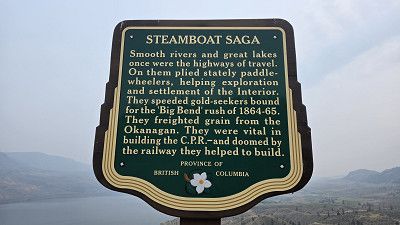 STEAMBOAT SAGA
Smooth rivers and great lakes
once were the highways of travel.
On them plied stately paddle-
wheelers, helping exploration
and settlement of the Interior.
They speeded gold-seekers bound
for the 'Big Bend' rush of 1864-65.
They freighted grain from the
Okanagan. They were vital in
building the C.P.R.—and doomed by
the railway they helped to build.
PROVINCE OF
BRITISH COLUMBIA